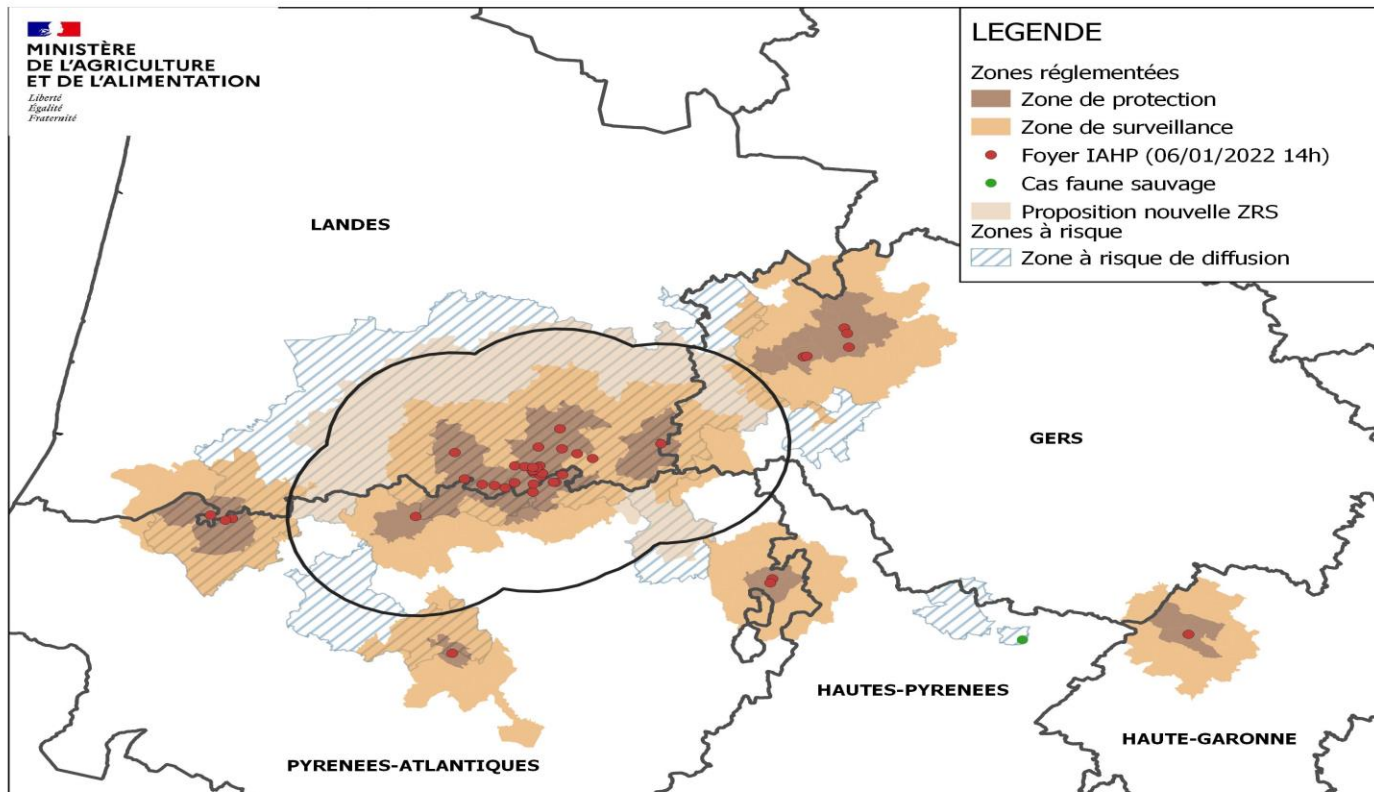 MINISTÈRE
DE L'AGRICULTURE
ET DE L'ALIMENTATION
Liberté
Égalité
Fraternité
LEGENDE
Zones réglementées
Zone de protection
Zone de surveillance
Foyer IAHP (06/01/2022 14h)
Cas faune sauvage
Proposition nouvelle ZRS
Zones à risque
Zone à risque de diffusion
LANDES
GERS
HAUTES-PYRENEES
HAUTE-GARONNE
PYRENEES-ATLANTIQUES